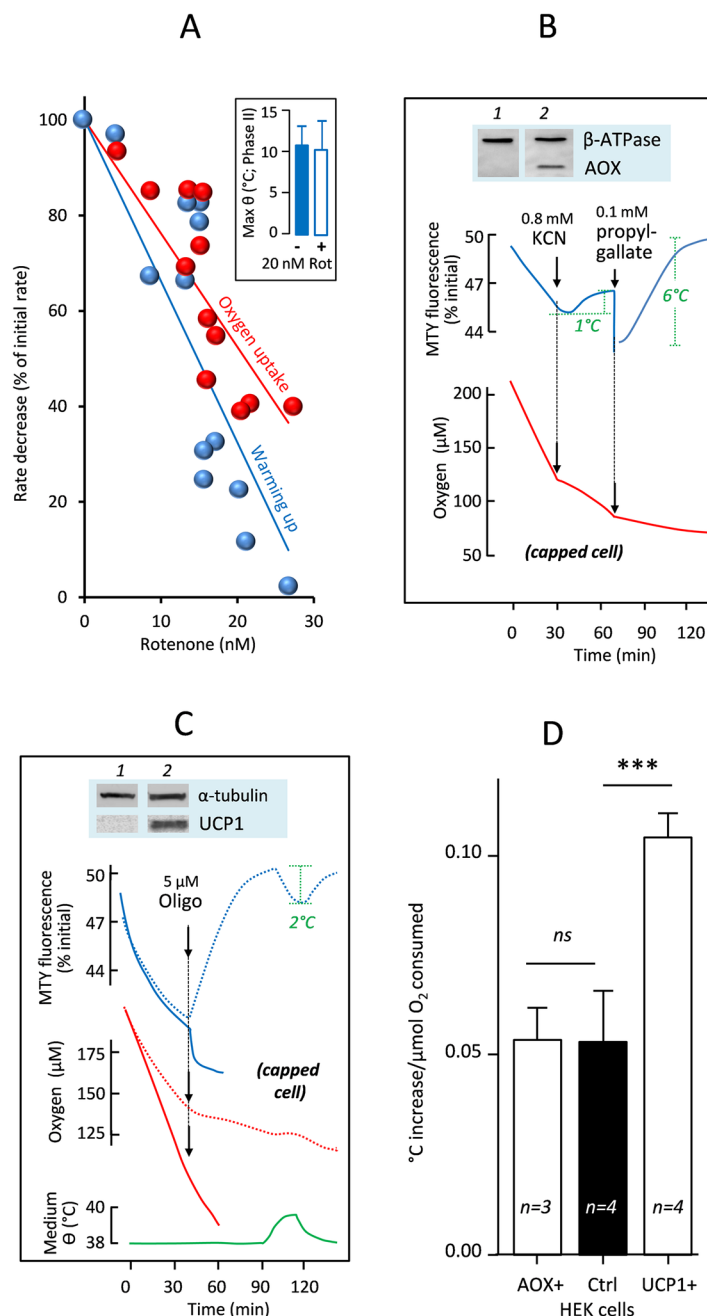 A
Rate decrease (% of initial rate)
100
80
60
40
20
0
0
10
20
30
Rotenone (nM)
Oxygen uptake
Warming up
Max θ (°C; Phase II)
15
10
5
0
- +
20 nM Rot
B
1 2
β-ATPase
AOX
MTY fluorescence
(% initial)
50
47
44
0.8 mM
KCN
0.1 mM
propyl-
gallate
1°C
6°C
Oxygen (μM)
200
150
100
50
(capped cell)
0 30 60 90 120
Time (min)
C
1 2
α-tubulin
UCP1
MTY fluorescence
(% initial)
50
47
44
5 μM
Oligo
2°C
Oxygen (μM)
175
150
125
(capped cell)
Medium
Θ (°C)
40
38
0 30 60 90 120
Time (min)
D
°C increase/μmol O₂ consumed
0.10
0.05
0.00
***
ns
n=3 n=4 n=4
AOX+ Ctrl UCP1+
HEK cells